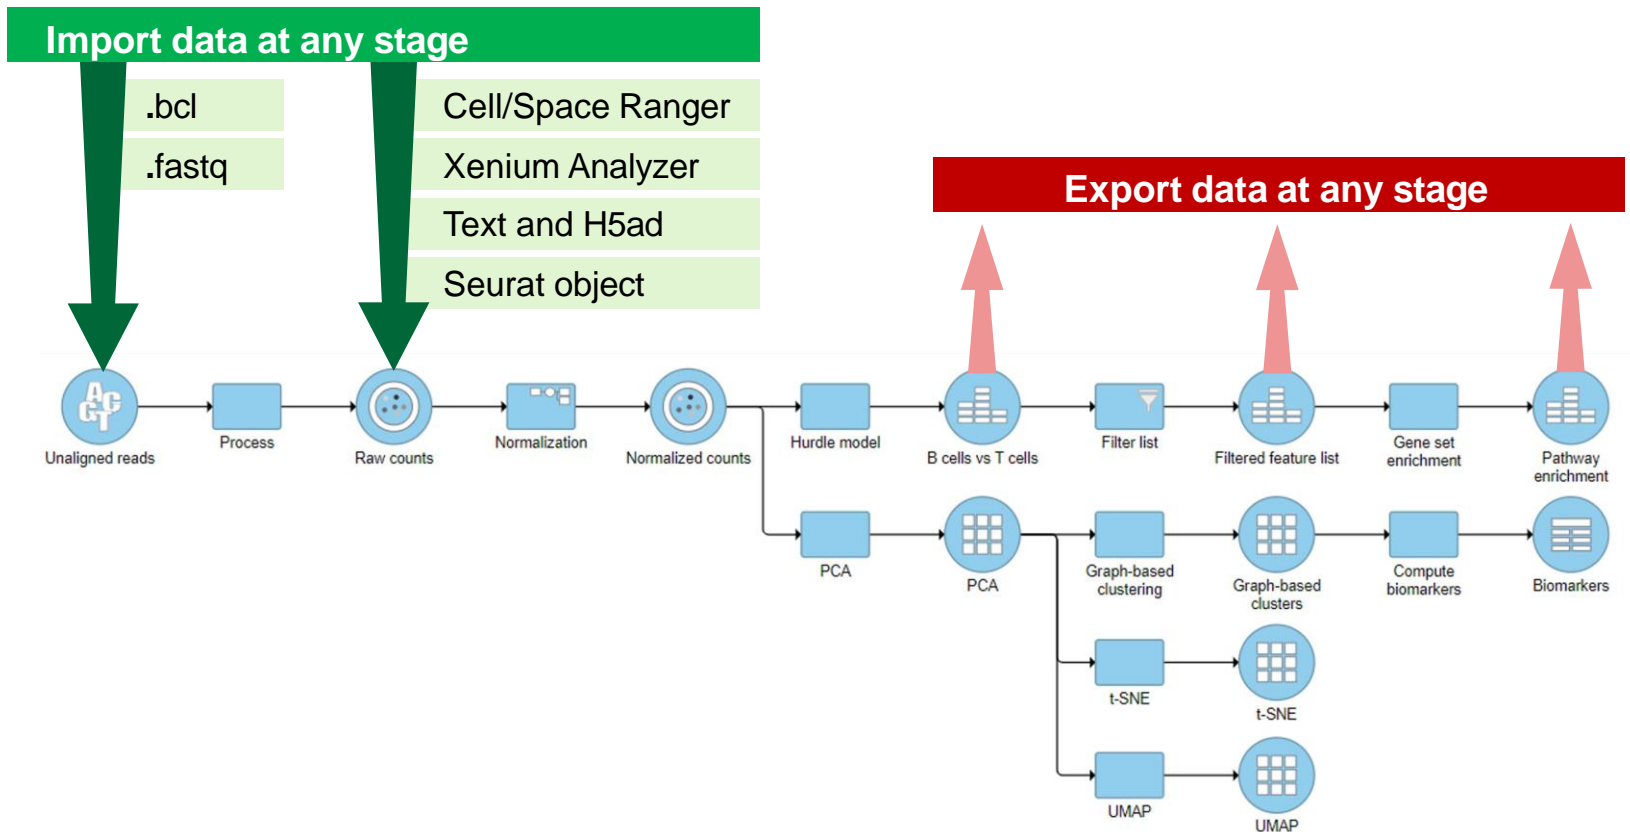 Import data at any stage
.bcl
.fastq
Cell/Space Ranger
Xenium Analyzer
Text and H5ad
Seurat object
Export data at any stage
A
C
G
T
Unaligned reads
Process
Raw counts
Normalization
Normalized counts
Hurdle model
B cells vs T cells
Filter list
Filtered feature list
Gene set
enrichment
Pathway
enrichment
PCA
PCA
Graph-based
clustering
Graph-based
clusters
Compute
biomarkers
Biomarkers
t-SNE
t-SNE
UMAP
UMAP